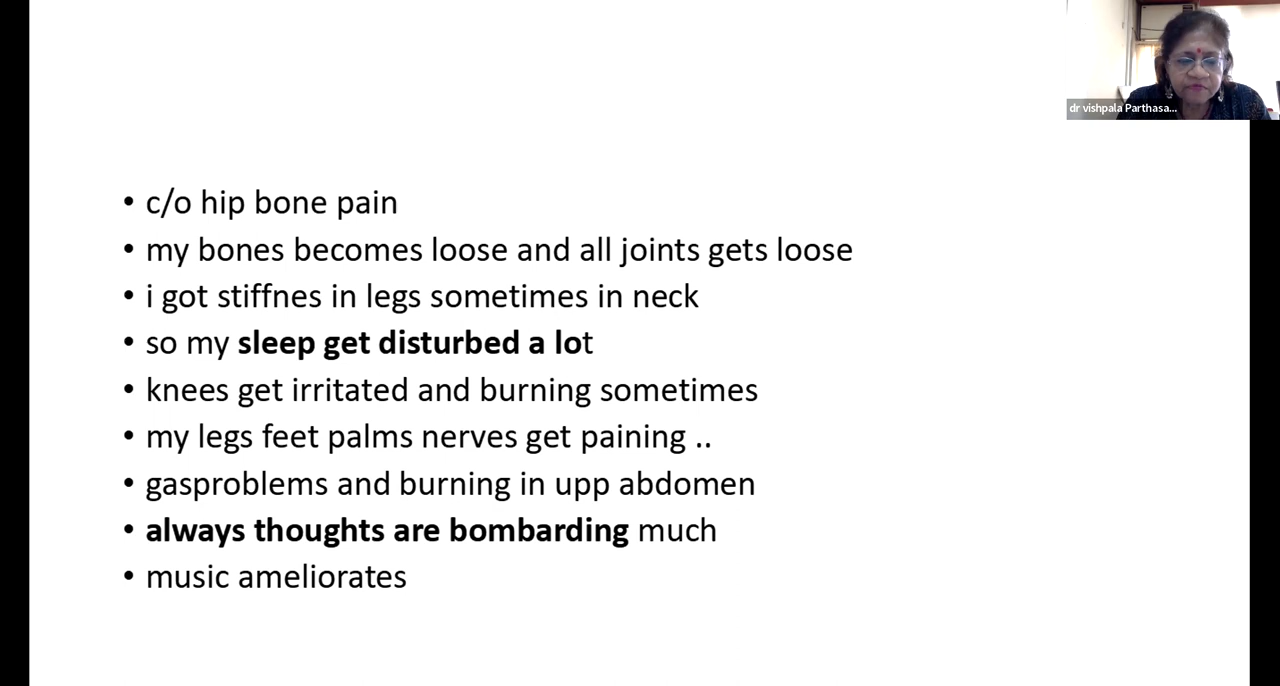 dr vishpala Parthasa...
• c/o hip bone pain
• my bones becomes loose and all joints gets loose
• i got stiffnes in legs sometimes in neck
• so my sleep get disturbed a lot
• knees get irritated and burning sometimes
• my legs feet palms nerves get paining ..
• gasproblems and burning in upp abdomen
• always thoughts are bombarding much
• music ameliorates